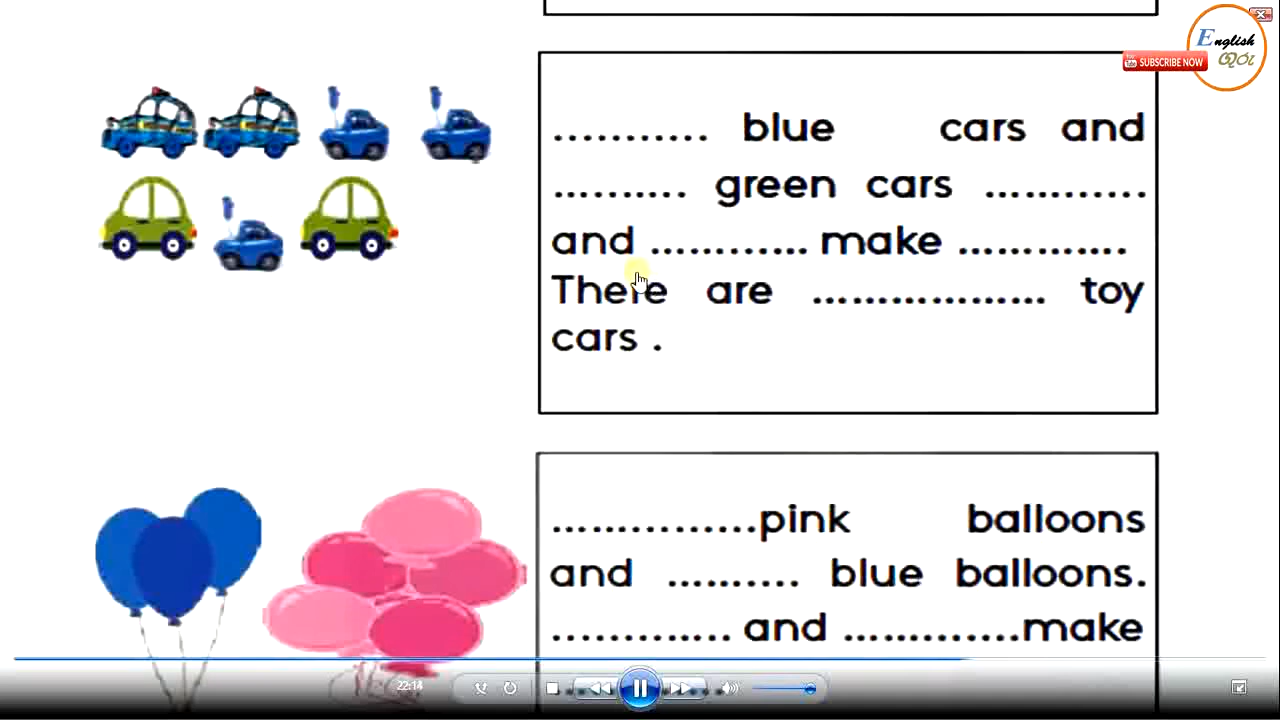 English
ගුරු
SUBSCRIBE NOW
........... blue cars and
.......... green cars ............
and ............ make .............
There are .................. toy
cars .
...............pink balloons
and .......... blue balloons.
............. and .............make
22:14